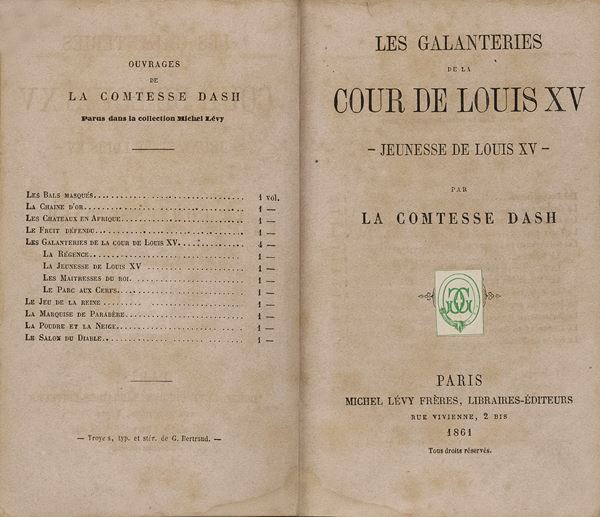 OUVRAGES
DE
LA COMTESSE DASH
Parus dans la collection Michel Lévy
LES BALS MASQUÉS 1 vol.
LA CHAINE D'OR 1 —
LES CHATEAUX EN AFRIQUE 1 —
LE FRUIT DÉFENDU 1 —
LES GALANTERIES DE LA COUR DE LOUIS XV 4 —
LA RÉGENCE 1 —
LA JEUNESSE DE LOUIS XV 1 —
LES MAITRESSES DU ROI. 1 —
LE PARC AUX CERFS 1 —
LE JEU DE LA REINE 1 —
LA MARQUISE DE PARABÈRE 1 —
LA POUDRE ET LA NEIGE 1 —
LE SALON DU DIABLE 1 —
— Troyes, typ. et stér. de G. Bertrand. —
LES GALANTERIES
DE LA
COUR DE LOUIS XV
– JEUNESSE DE LOUIS XV –
PAR
LA COMTESSE DASH
PARIS
MICHEL LÉVY FRÈRES, LIBRAIRES-ÉDITEURS
RUE VIVIENNE, 2 BIS
1861
Tous droits réservés.